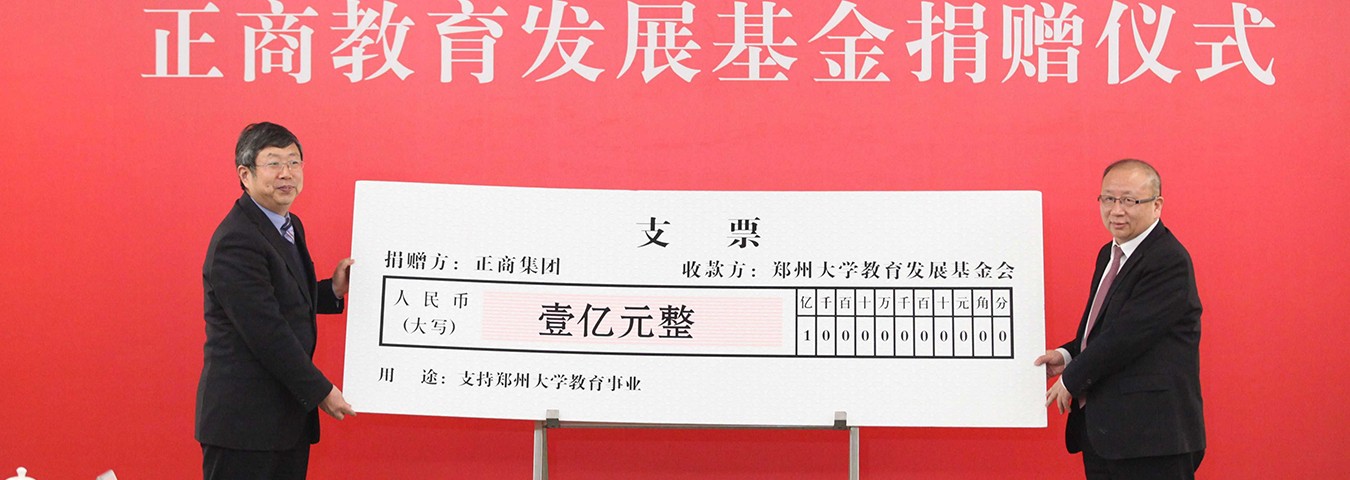 正商教育发展基金捐赠仪式
支票
捐赠方：正商集团 收款方：郑州大学教育发展基金会
人民币
(大写)
壹亿元整
亿千百十万千百十元角分
10000000000
用途：支持郑州大学教育事业